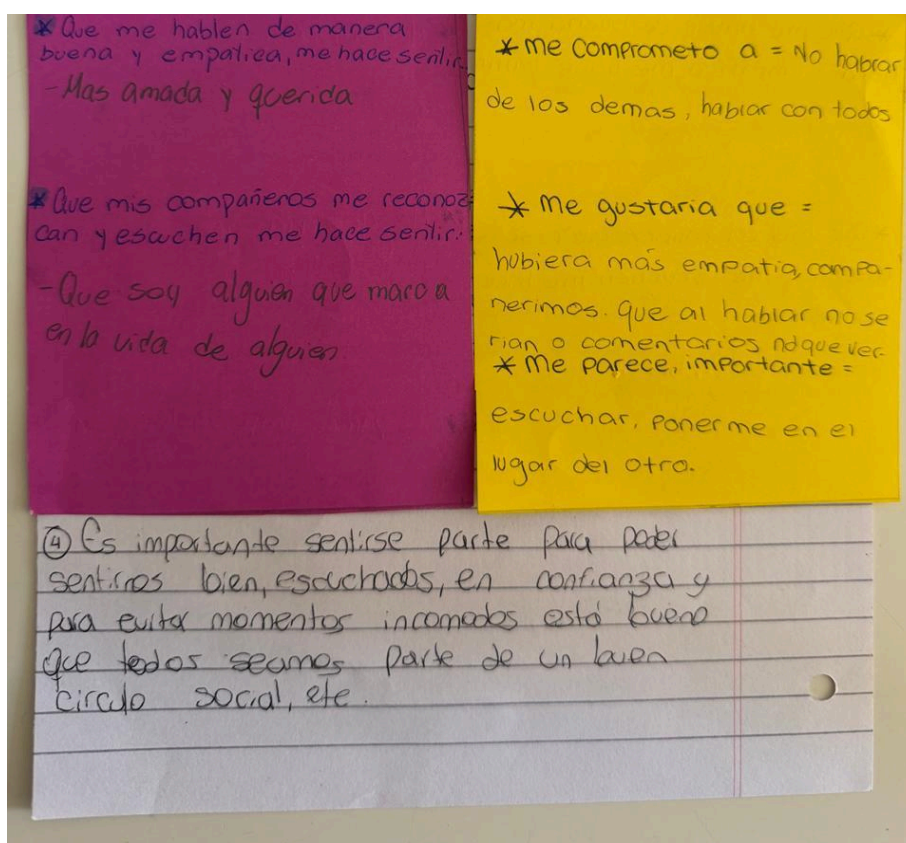 * Que me hablen de manera
buena y empatica, me hace sentir
- Mas amada y querida
* Que mis compañeros me reconoz
can y escuchen me hace sentir:
- Que soy alguien que marca
en la vida de alguien.
* me comprometo a = No hablar
de los demas, hablar con todos
* me gustaria que =
hubiera más empatia, compa-
nerimos. que al hablar no se
rian o comentarios nd que ver.
* me parece, importante =
escuchar, ponerme en el
lugar del otro.
④ Es importante sentirse parte para poder
sentirnos bien, escuchados, en confianza y
para evitar momentos incomodos está bueno
que todos seamos parte de un buen
circulo social, etc.